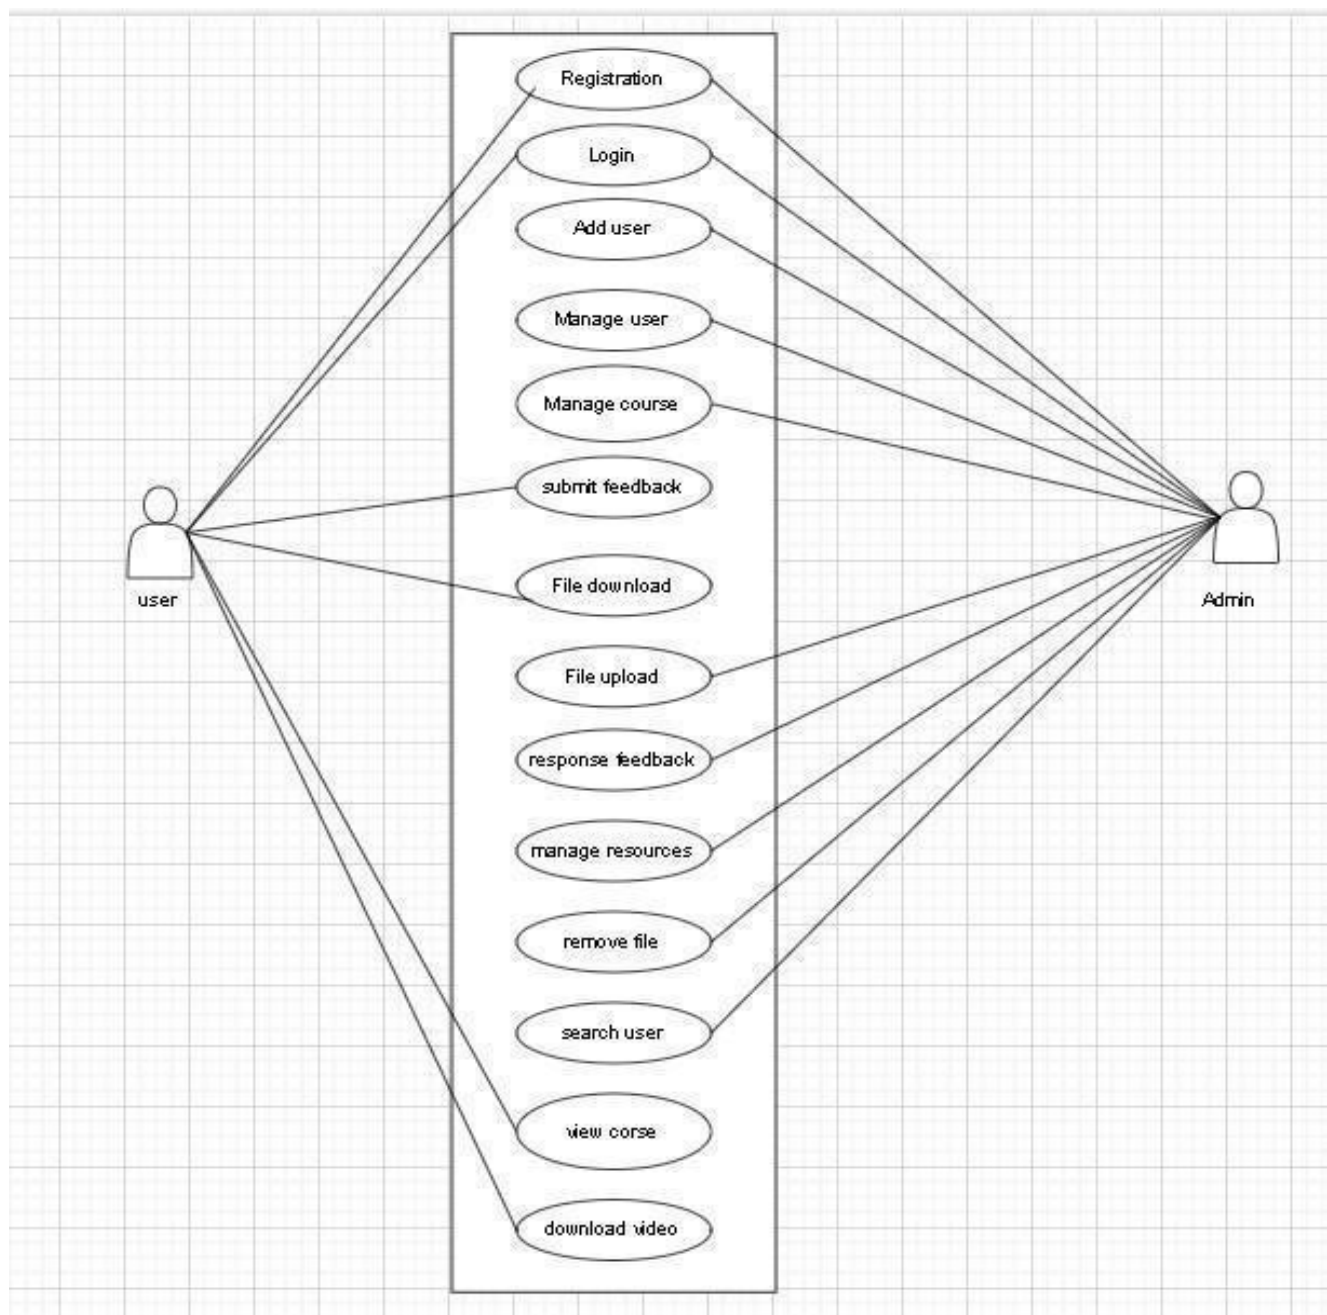 Registration
Login
Add user
Manage user
Manage course
submit feedback
File download
user
Admin
File upload
response feedback
manage resources
remove file
search user
view corse
download video